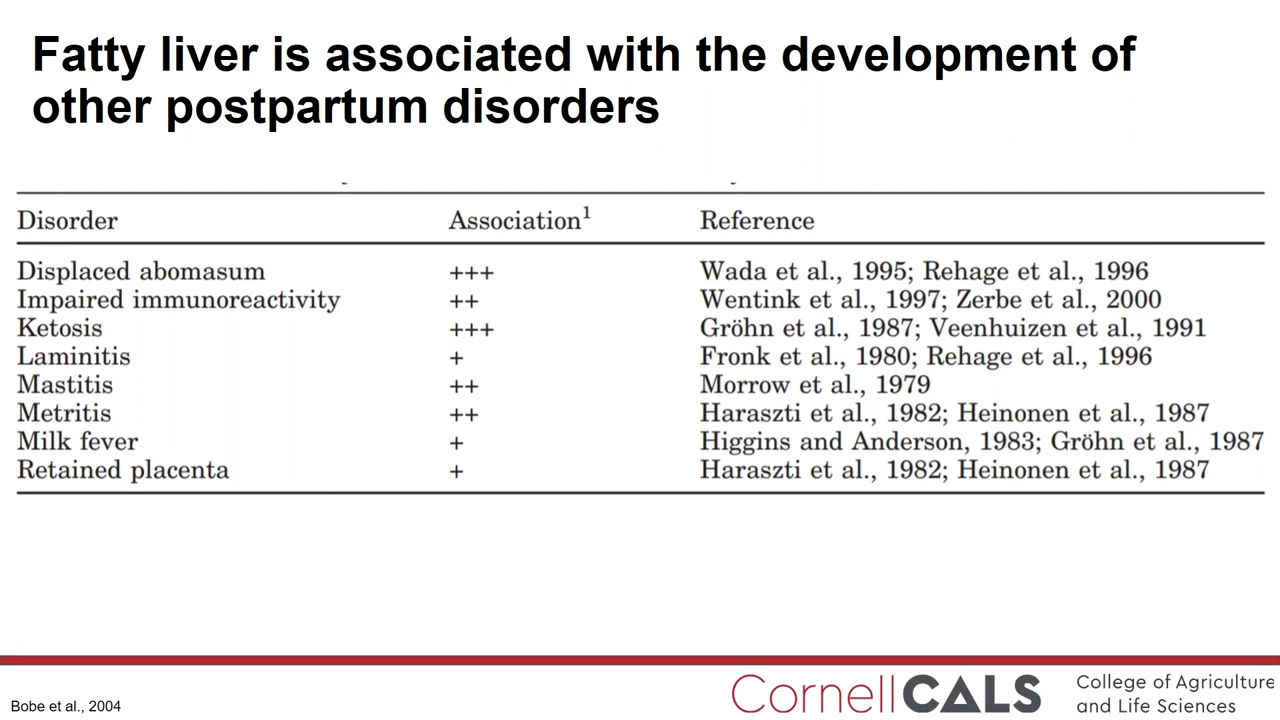 Fatty liver is associated with the development of
other postpartum disorders
Disorder Association¹ Reference
Displaced abomasum +++ Wada et al., 1995; Rehage et al., 1996
Impaired immunoreactivity ++ Wentink et al., 1997; Zerbe et al., 2000
Ketosis +++ Gröhn et al., 1987; Veenhuizen et al., 1991
Laminitis + Fronk et al., 1980; Rehage et al., 1996
Mastitis ++ Morrow et al., 1979
Metritis ++ Haraszti et al., 1982; Heinonen et al., 1987
Milk fever + Higgins and Anderson, 1983; Gröhn et al., 1987
Retained placenta + Haraszti et al., 1982; Heinonen et al., 1987
CornellCALS College of Agriculture
and Life Sciences
Bobe et al., 2004